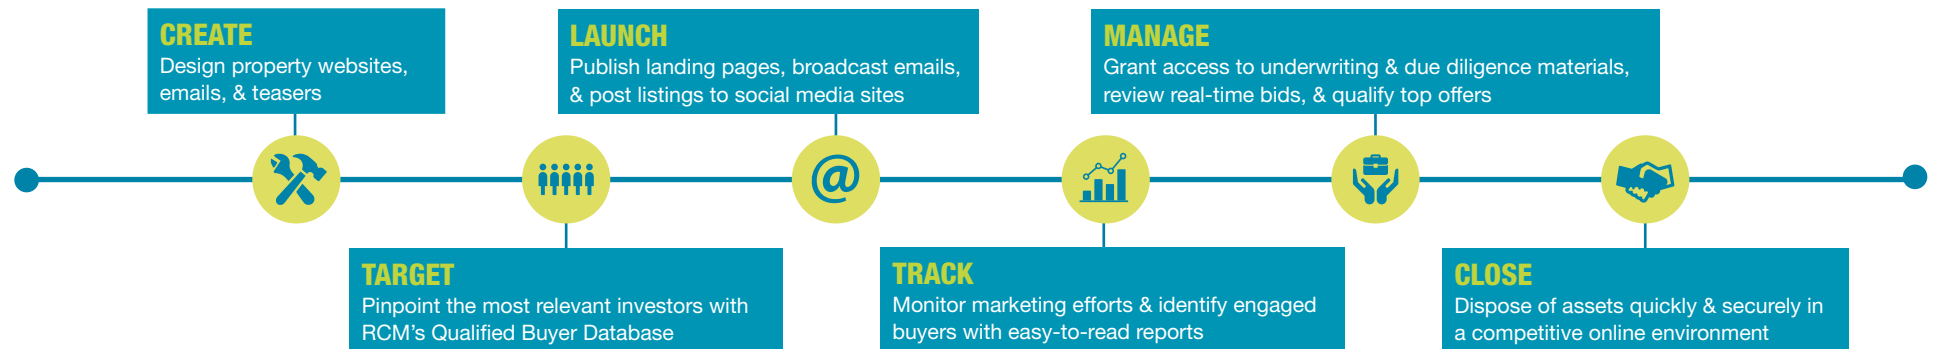 CREATE
Design property websites,
emails, & teasers
TARGET
Pinpoint the most relevant investors with
RCM’s Qualified Buyer Database
LAUNCH
Publish landing pages, broadcast emails,
& post listings to social media sites
@
TRACK
Monitor marketing efforts & identify engaged
buyers with easy-to-read reports
MANAGE
Grant access to underwriting & due diligence materials,
review real-time bids, & qualify top offers
CLOSE
Dispose of assets quickly & securely in
a competitive online environment